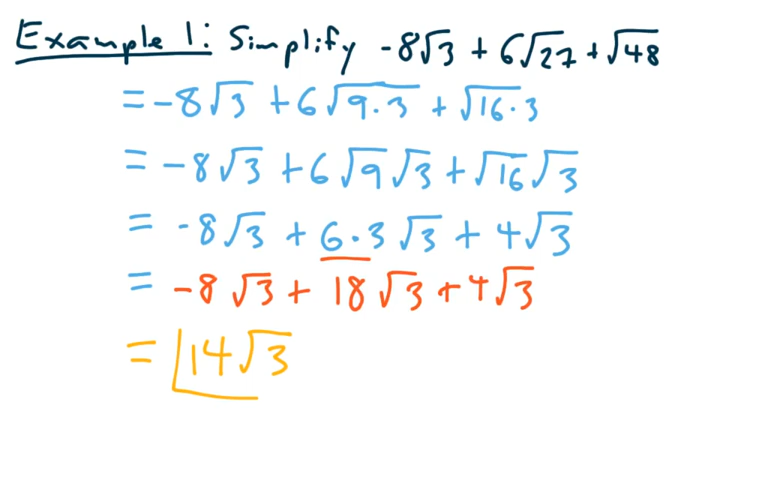 Example 1: Simplify -8√3 + 6√27 + √48
= -8√3 + 6√9·3 + √16·3
= -8√3 + 6√9√3 + √16√3
= -8√3 + 6·3√3 + 4√3
= -8√3 + 18√3 + 4√3
= 14√3